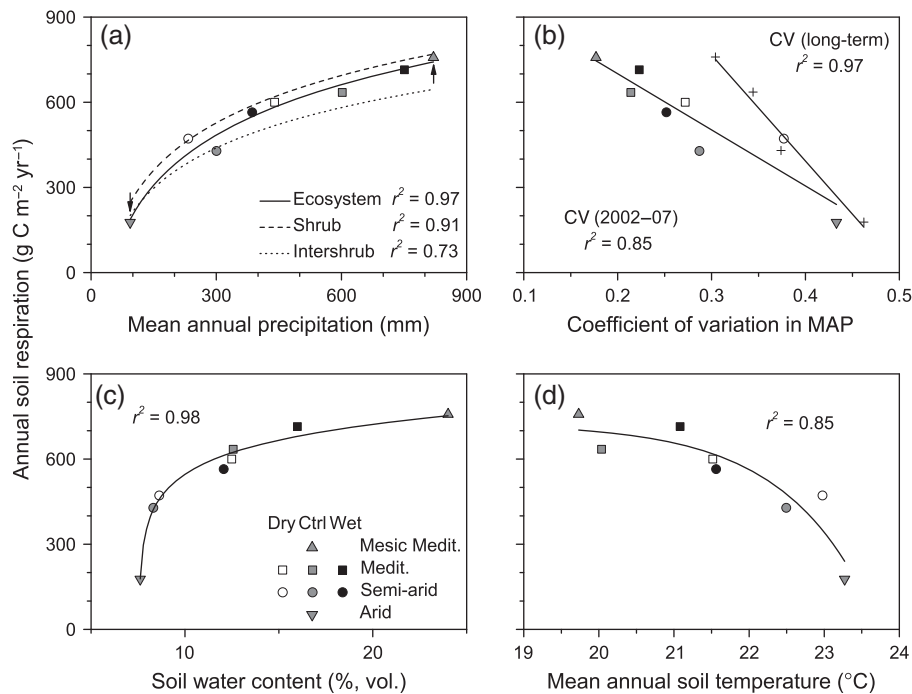 Annual soil respiration (g C m⁻² yr⁻¹)
(a)
900
600
300
0
Ecosystem r² = 0.97
Shrub r² = 0.91
Intershrub r² = 0.73
0 300 600 900
Mean annual precipitation (mm)
(b)
CV (long-term)
r² = 0.97
CV (2002–07)
r² = 0.85
0.1 0.2 0.3 0.4 0.5
Coefficient of variation in MAP
(c)
900
600
300
0
r² = 0.98
Dry Ctrl Wet
Mesic Medit.
Medit.
Semi-arid
Arid
10 20
Soil water content (%, vol.)
(d)
r² = 0.85
19 20 21 22 23 24
Mean annual soil temperature (°C)